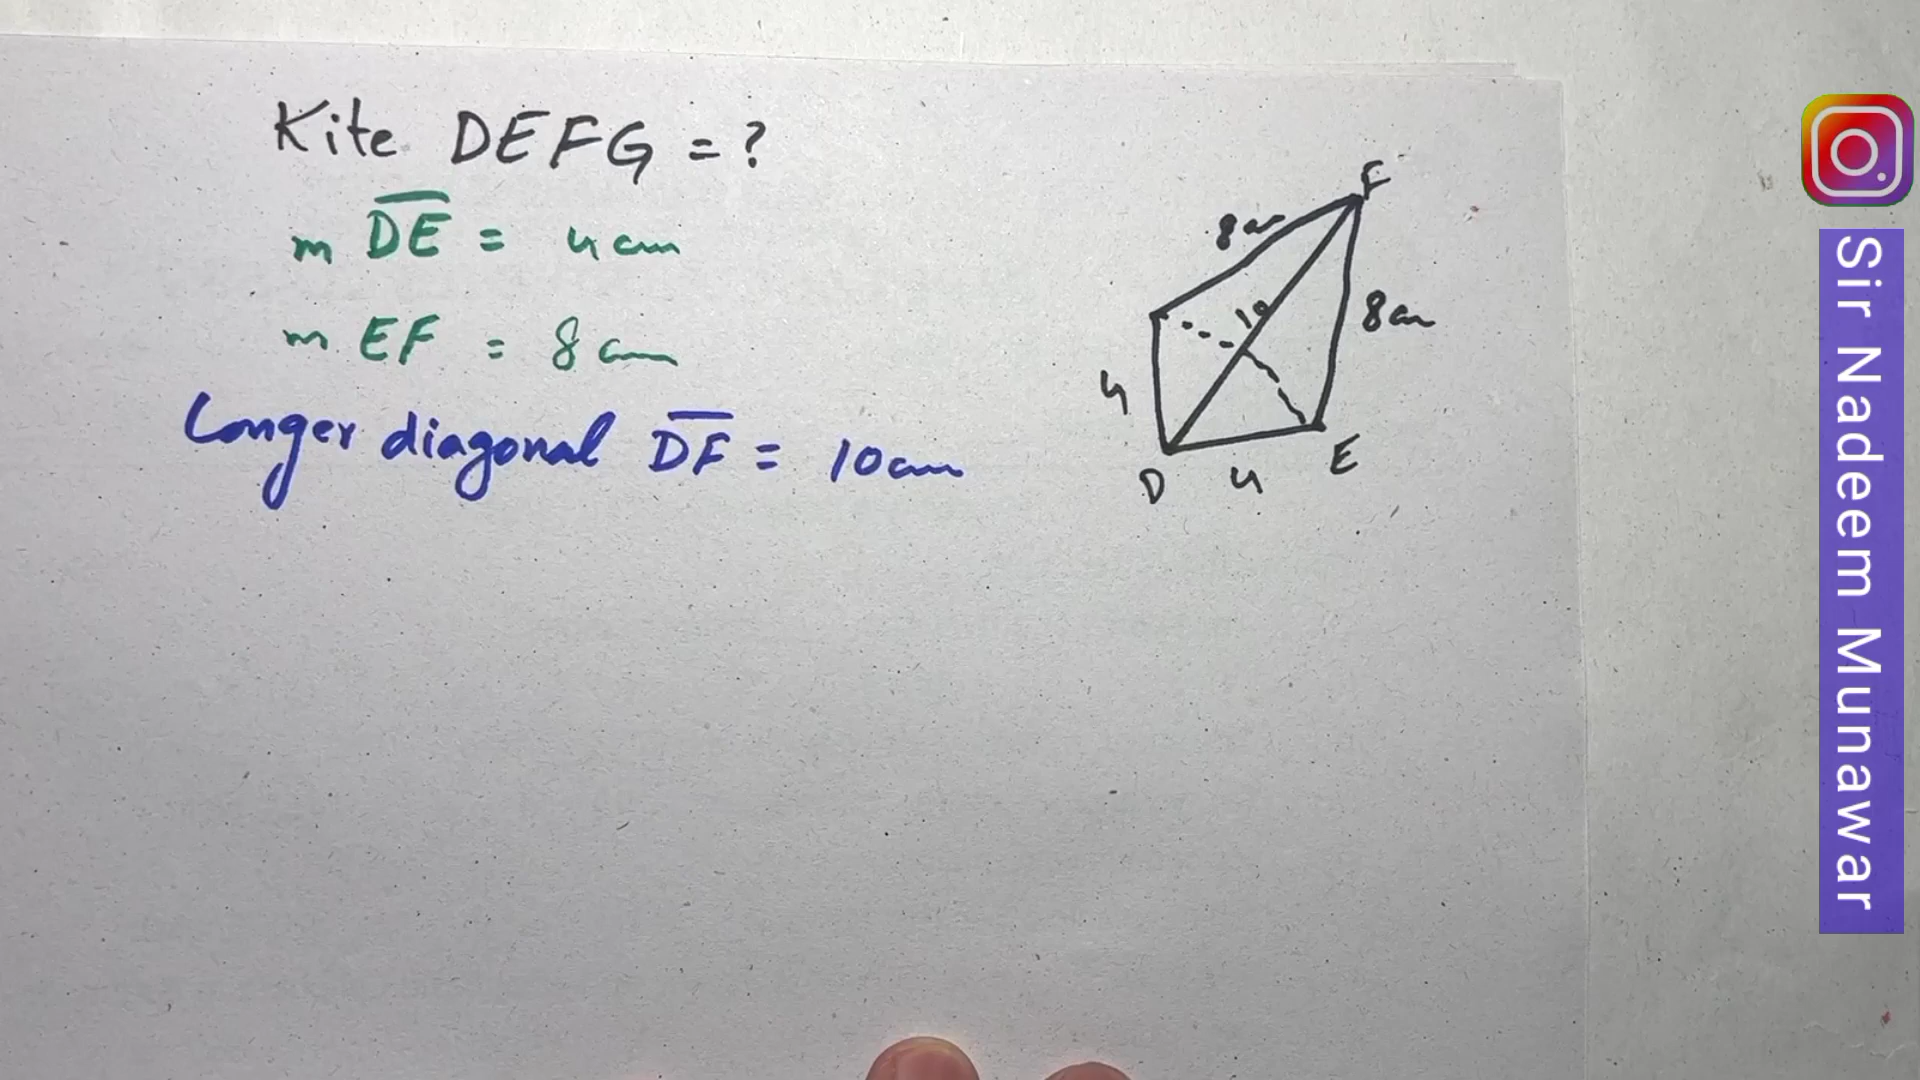 Kite DEFG = ?
m DE = 4 cm
m EF = 8 cm
Longer diagonal DF = 10 cm
F
8 cm
10
8 cm
4
D 4 E
Sir Nadeem Munawar